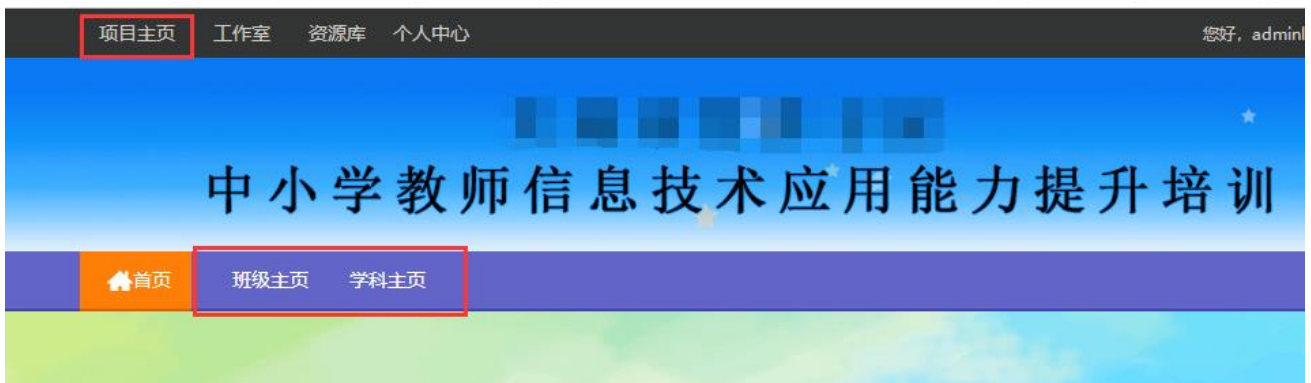 项目主页 工作室 资源库 个人中心 您好，adminl
中小学教师信息技术应用能力提升培训
首页 班级主页 学科主页